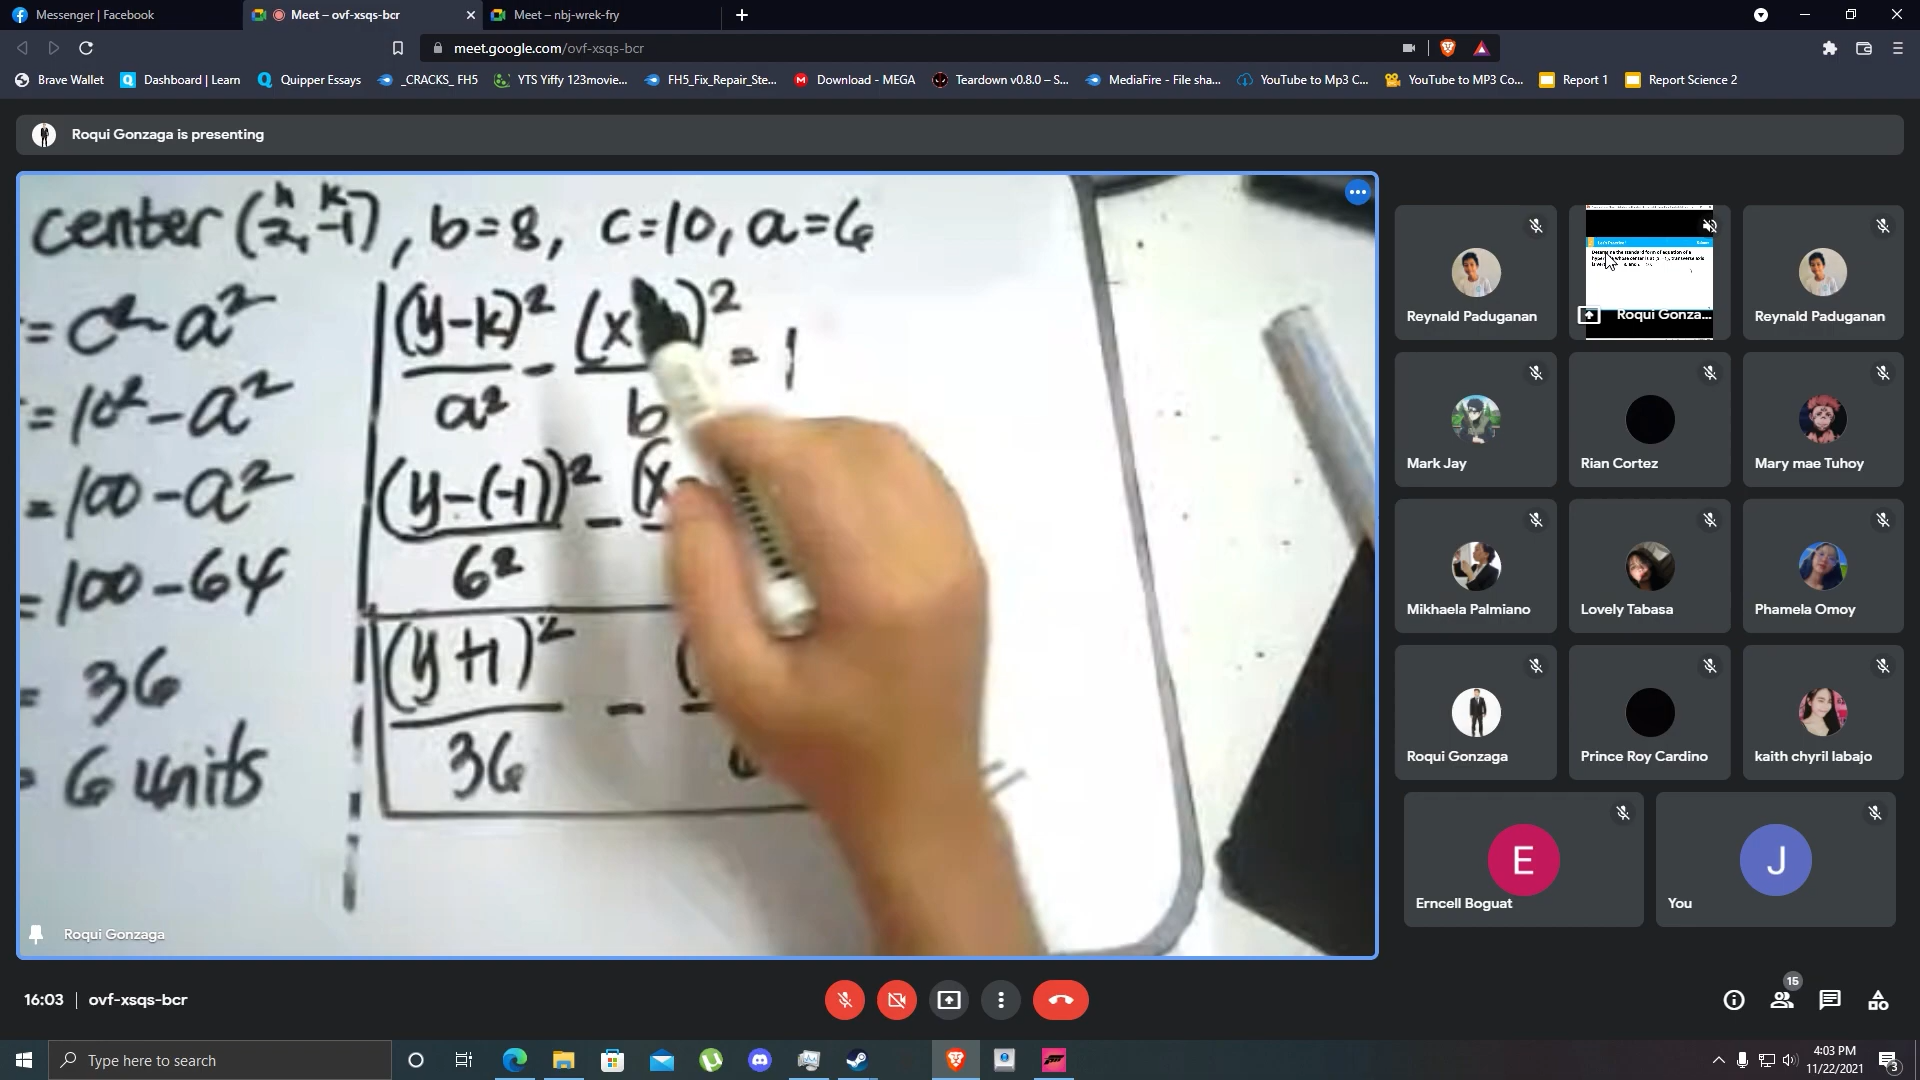 Messenger | Facebook
Meet – ovf-xsqs-bcr
Meet – nbj-wrek-fry
meet.google.com/ovf-xsqs-bcr
Brave Wallet
Dashboard | Learn
Quipper Essays
_CRACKS_ FH5
YTS Yiffy 123movie...
FH5_Fix_Repair_Ste...
Download - MEGA
Teardown v0.8.0 – S...
MediaFire - File sha...
YouTube to Mp3 C...
YouTube to MP3 Co...
Report 1
Report Science 2
Roqui Gonzaga is presenting
h k
center (2, -1), b=8, c=10, a=6
= c² - a²
= 10² - a²
= 100 - a²
= 100 - 64
= 36
= 6 units
(y-k)² - (x )² = 1
a² b
(y-(-1))² - (x
6²
(y+1)² - (
36
Roqui Gonzaga
Reynald Paduganan
Roqui Gonza...
Reynald Paduganan
Mark Jay
Rian Cortez
Mary mae Tuhoy
Mikhaela Palmiano
Lovely Tabasa
Phamela Omoy
Roqui Gonzaga
Prince Roy Cardino
kaith chyril labajo
E
Erncell Boguat
J
You
16:03 | ovf-xsqs-bcr
15
Type here to search
4:03 PM
11/22/2021
3